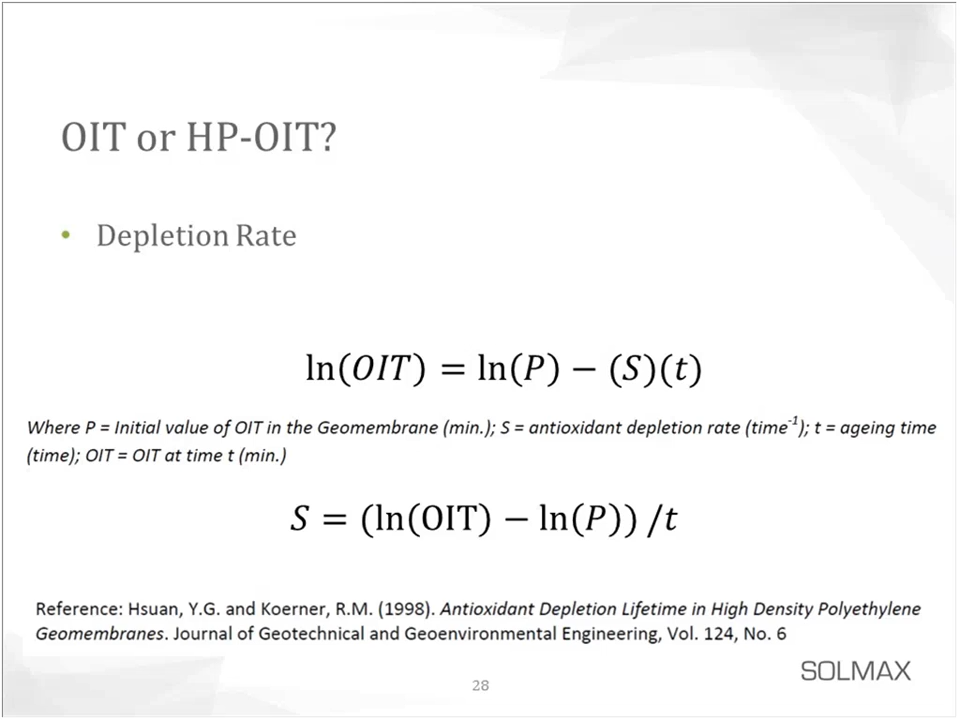 OIT or HP-OIT?
• Depletion Rate
ln(OIT) = ln(P) − (S)(t)
Where P = Initial value of OIT in the Geomembrane (min.); S = antioxidant depletion rate (time⁻¹); t = ageing time
(time); OIT = OIT at time t (min.)
S = (ln(OIT) − ln(P)) /t
Reference: Hsuan, Y.G. and Koerner, R.M. (1998). Antioxidant Depletion Lifetime in High Density Polyethylene
Geomembranes. Journal of Geotechnical and Geoenvironmental Engineering, Vol. 124, No. 6
SOLMAX
28